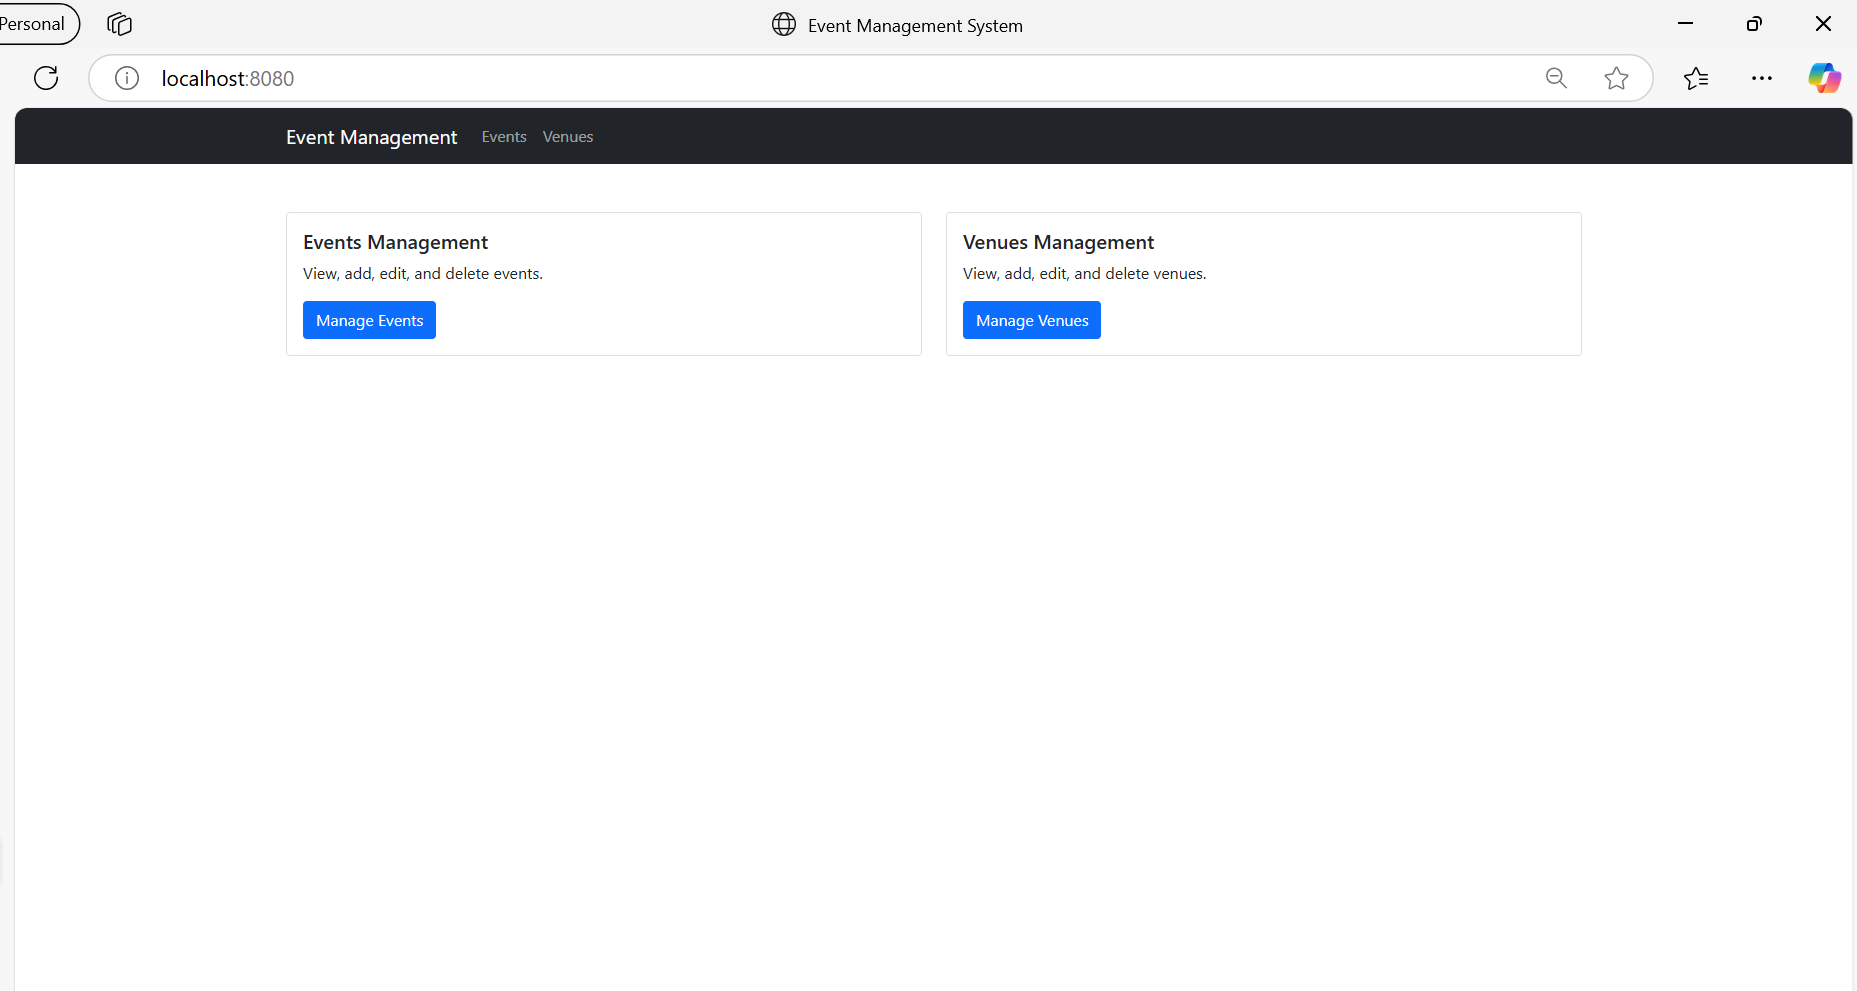 Personal
Event Management System
localhost:8080
Event Management Events Venues
Events Management
View, add, edit, and delete events.
Manage Events
Venues Management
View, add, edit, and delete venues.
Manage Venues